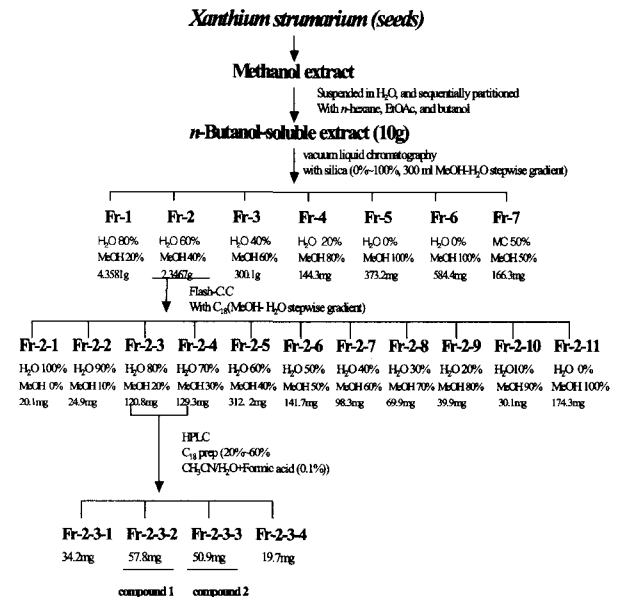 Xanthium strumarium (seeds)
Methanol extract
Suspended in H₂O, and sequentially partitioned
With n-hexane, EtOAc, and butanol
n-Butanol-soluble extract (10g)
vacuum liquid chromatography
with silica (0%~100%, 300 ml MeOH-H₂O stepwise gradient)
Fr-1 Fr-2 Fr-3 Fr-4 Fr-5 Fr-6 Fr-7
H₂O 80% H₂O 60% H₂O 40% H₂O 20% H₂O 0% H₂O 0% MC 50%
MeOH 20% MeOH 40% MeOH 60% MeOH 80% MeOH 100% MeOH 100% MeOH 50%
4.3581g 2.3467g 300.1g 144.3mg 373.2mg 584.4mg 166.3mg
Flash-C.C
With C₁₈(MeOH- H₂O stepwise gradient)
Fr-2-1 Fr-2-2 Fr-2-3 Fr-2-4 Fr-2-5 Fr-2-6 Fr-2-7 Fr-2-8 Fr-2-9 Fr-2-10 Fr-2-11
H₂O 100% H₂O 90% H₂O 80% H₂O 70% H₂O 60% H₂O 50% H₂O 40% H₂O 30% H₂O 20% H₂O10% H₂O 0%
MeOH 0% MeOH 10% MeOH 20% MeOH 30% MeOH 40% MeOH 50% MeOH 60% MeOH 70% MeOH 80% MeOH 90% MeOH 100%
20.1mg 24.9mg 120.8mg 129.3mg 312. 2mg 141.7mg 98.3mg 69.9mg 39.9mg 30.1mg 174.3mg
HPLC
C₁₈ prep (20%~60%
CH₃CN/H₂O+Formic acid (0.1%))
Fr-2-3-1 Fr-2-3-2 Fr-2-3-3 Fr-2-3-4
34.2mg 57.8mg 50.9mg 19.7mg
compound 1 compound 2